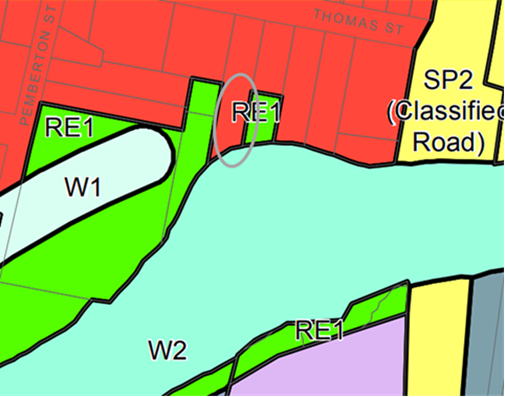 THOMAS ST
PEMBERTON ST
SP2
(Classified
Road)
RE1
RE1
W1
RE1
W2